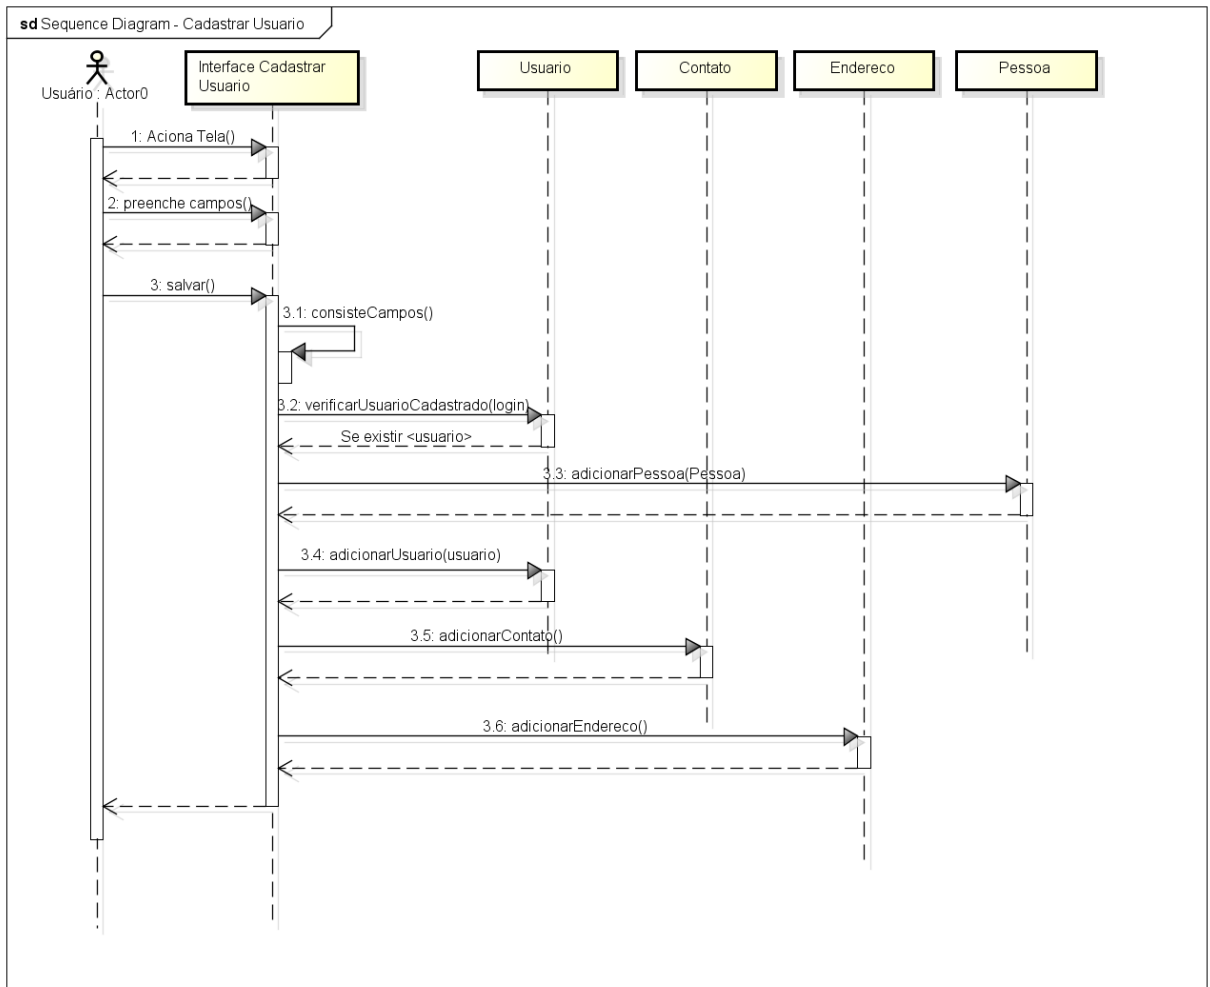 sd Sequence Diagram - Cadastrar Usuario
Interface Cadastrar
Usuario
Usuario
Contato
Endereco
Pessoa
Usuário : Actor0
1: Aciona Tela()
2: preenche campos()
3: salvar()
3.1: consisteCampos()
3.2: verificarUsuarioCadastrado(login)
Se existir <usuario>
3.3: adicionarPessoa(Pessoa)
3.4: adicionarUsuario(usuario)
3.5: adicionarContato()
3.6: adicionarEndereco()